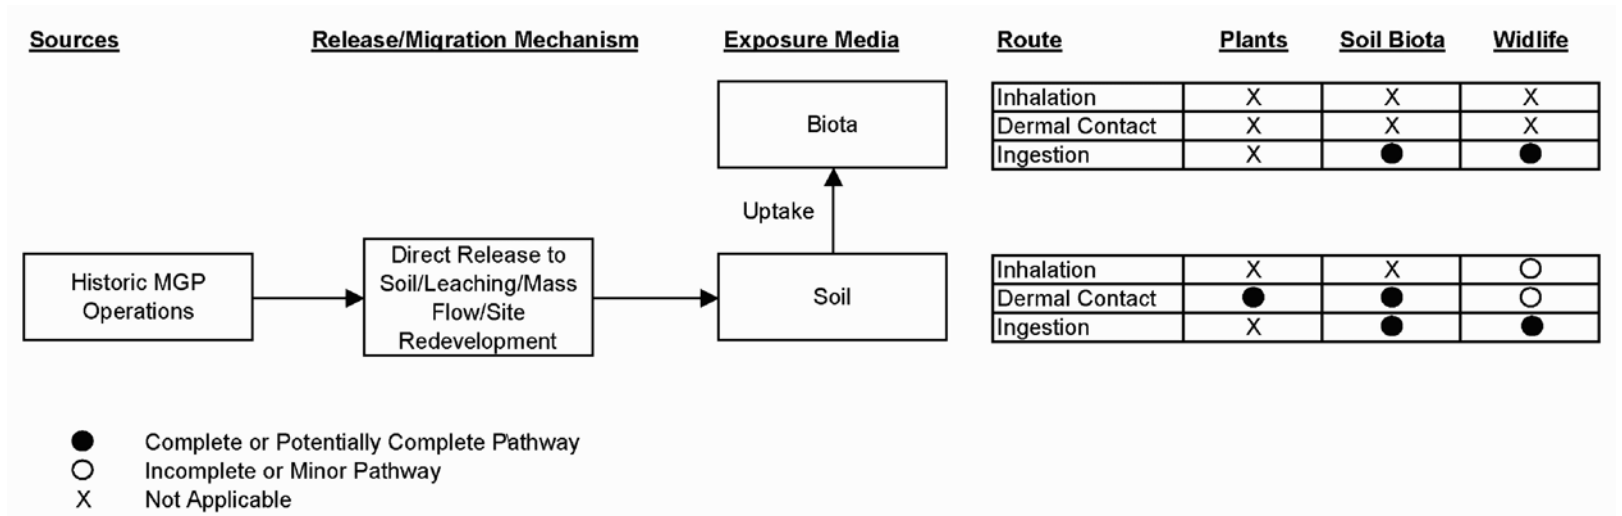 Sources Release/Migration Mechanism Exposure Media Route Plants Soil Biota Widlife
Biota
Inhalation X X X
Dermal Contact X X X
Ingestion X
Uptake
Historic MGP
Operations
Direct Release to
Soil/Leaching/Mass
Flow/Site
Redevelopment
Soil
Inhalation X X
Dermal Contact
Ingestion X
Complete or Potentially Complete Pathway
Incomplete or Minor Pathway
X Not Applicable